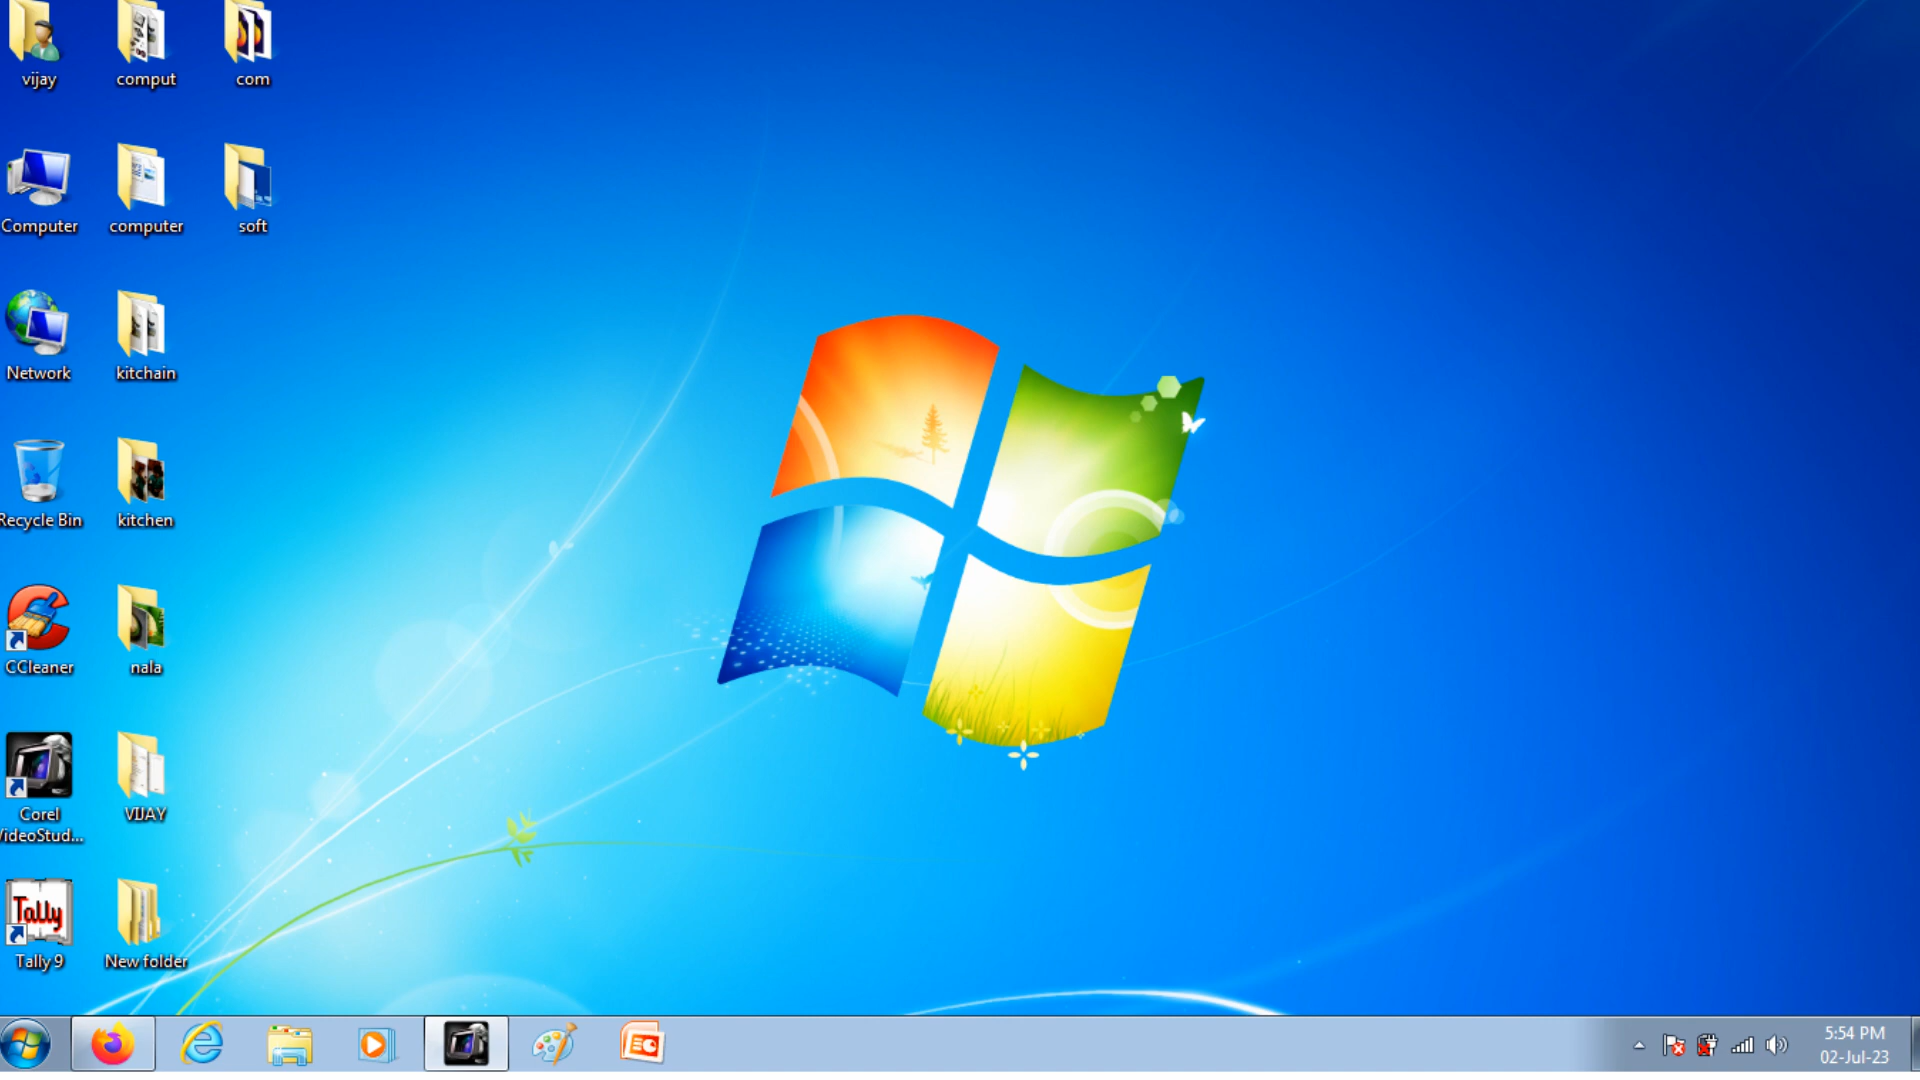 vijay
comput
com
Computer
computer
soft
Network
kitchain
Recycle Bin
kitchen
CCleaner
nala
Corel
VideoStud...
VIJAY
Tally
Tally 9
New folder
5:54 PM
02-Jul-23